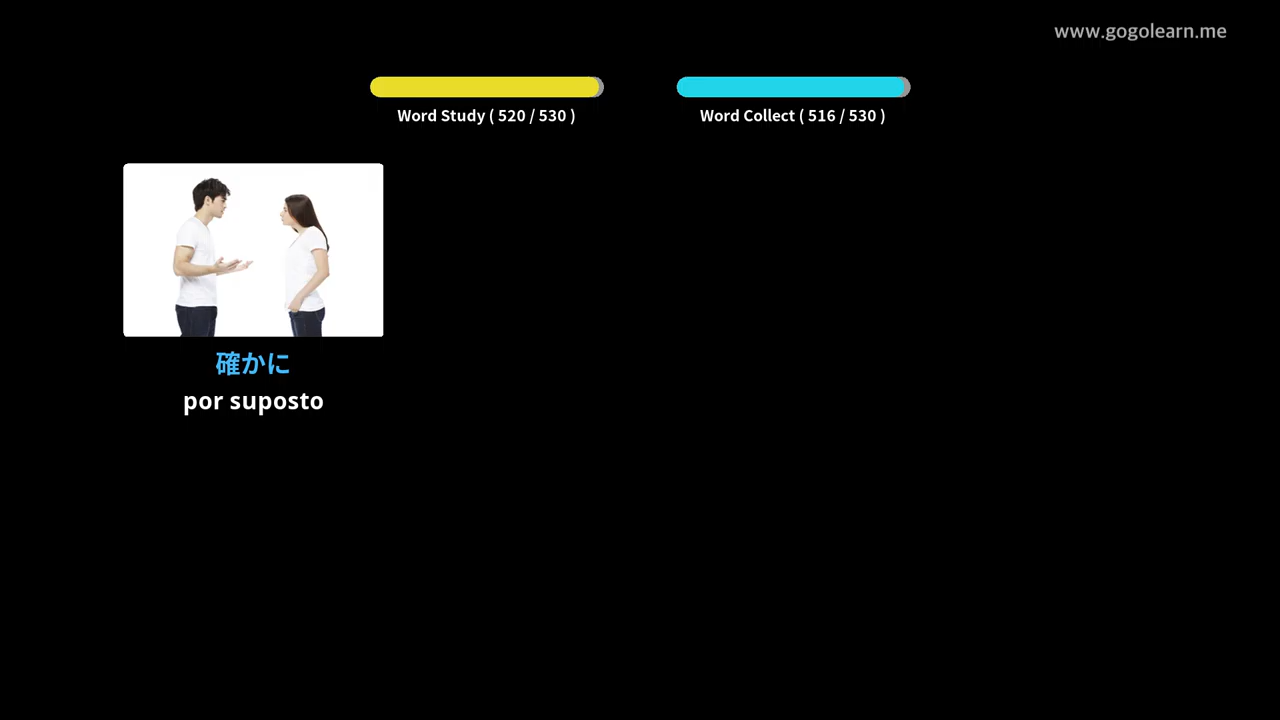 www.gogolearn.me
Word Study ( 520 / 530 )
Word Collect ( 516 / 530 )
確かに
por suposto